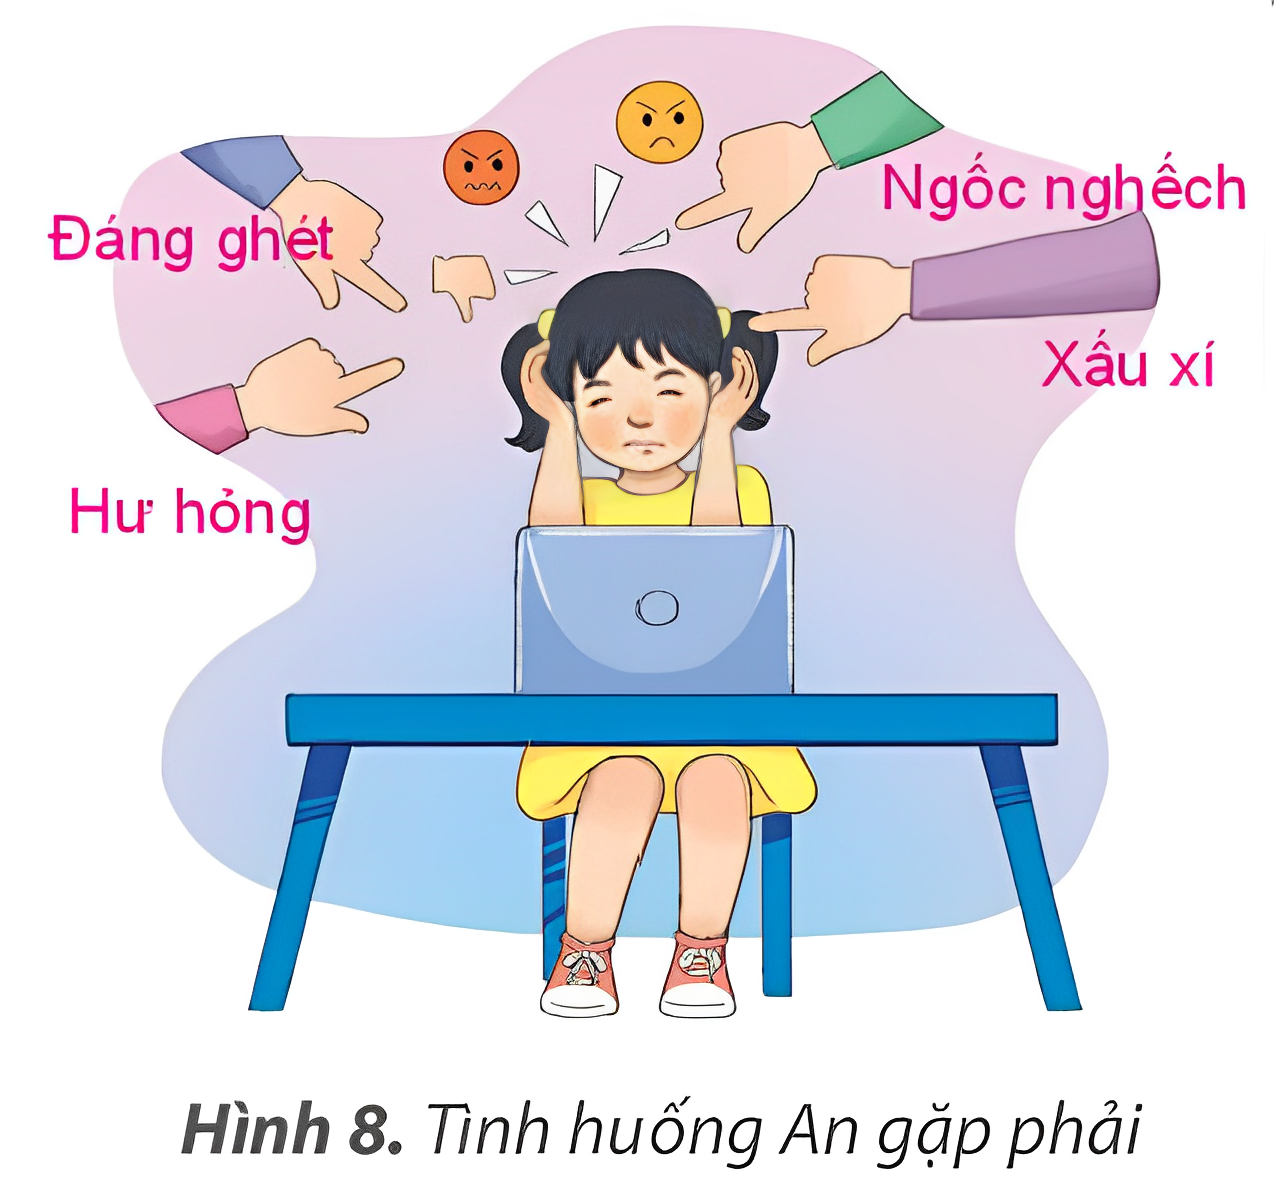 Ngốc nghếch
Đáng ghét
Xấu xí
Hư hỏng
Hình 8. Tình huống An gặp phải